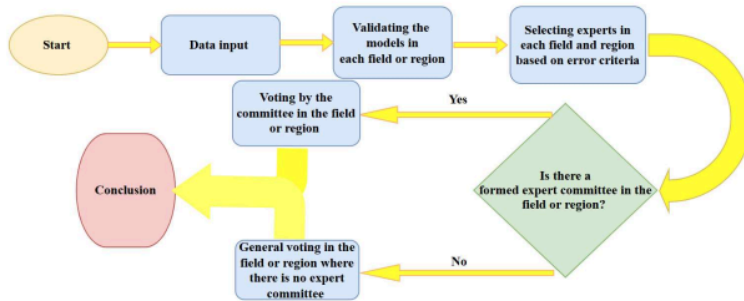 Start
Data input
Validating the
models in
each field or region
Selecting experts in
each field and region
based on error criteria
Voting by the
committee in the field
or region
Yes
Is there a
formed expert committee in the
field or region?
Conclusion
General voting in the
field or region where
there is no expert
committee
No